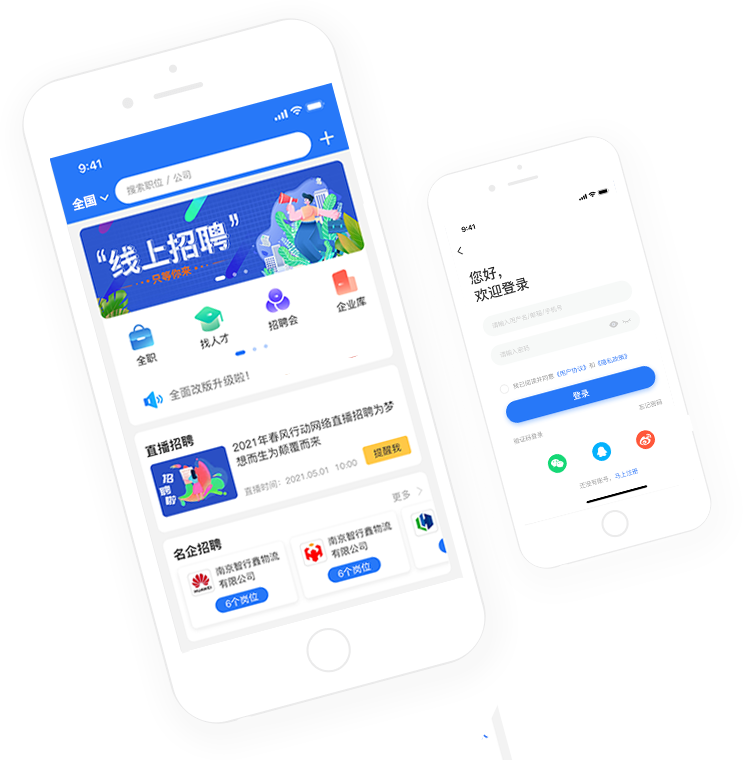 9:41
全国
搜索职位 / 公司
“线上招聘”
只等你来
全职
找人才
招聘会
企业库
全面改版升级啦！
直播招聘
招聘啦
2021年春风行动网络直播招聘为梦
想而生为颠覆而来
直播时间：2021.05.01 10:00
提醒我
名企招聘
更多
HUAWEI
南京智行鑫物流
有限公司
6个岗位
南京智行鑫物流
有限公司
6个岗位
9:41
您好，
欢迎登录
请输入用户名/邮箱/手机号
请输入密码
我已阅读并同意《用户协议》和《隐私政策》
登录
验证码登录
忘记密码
还没有账号，马上注册